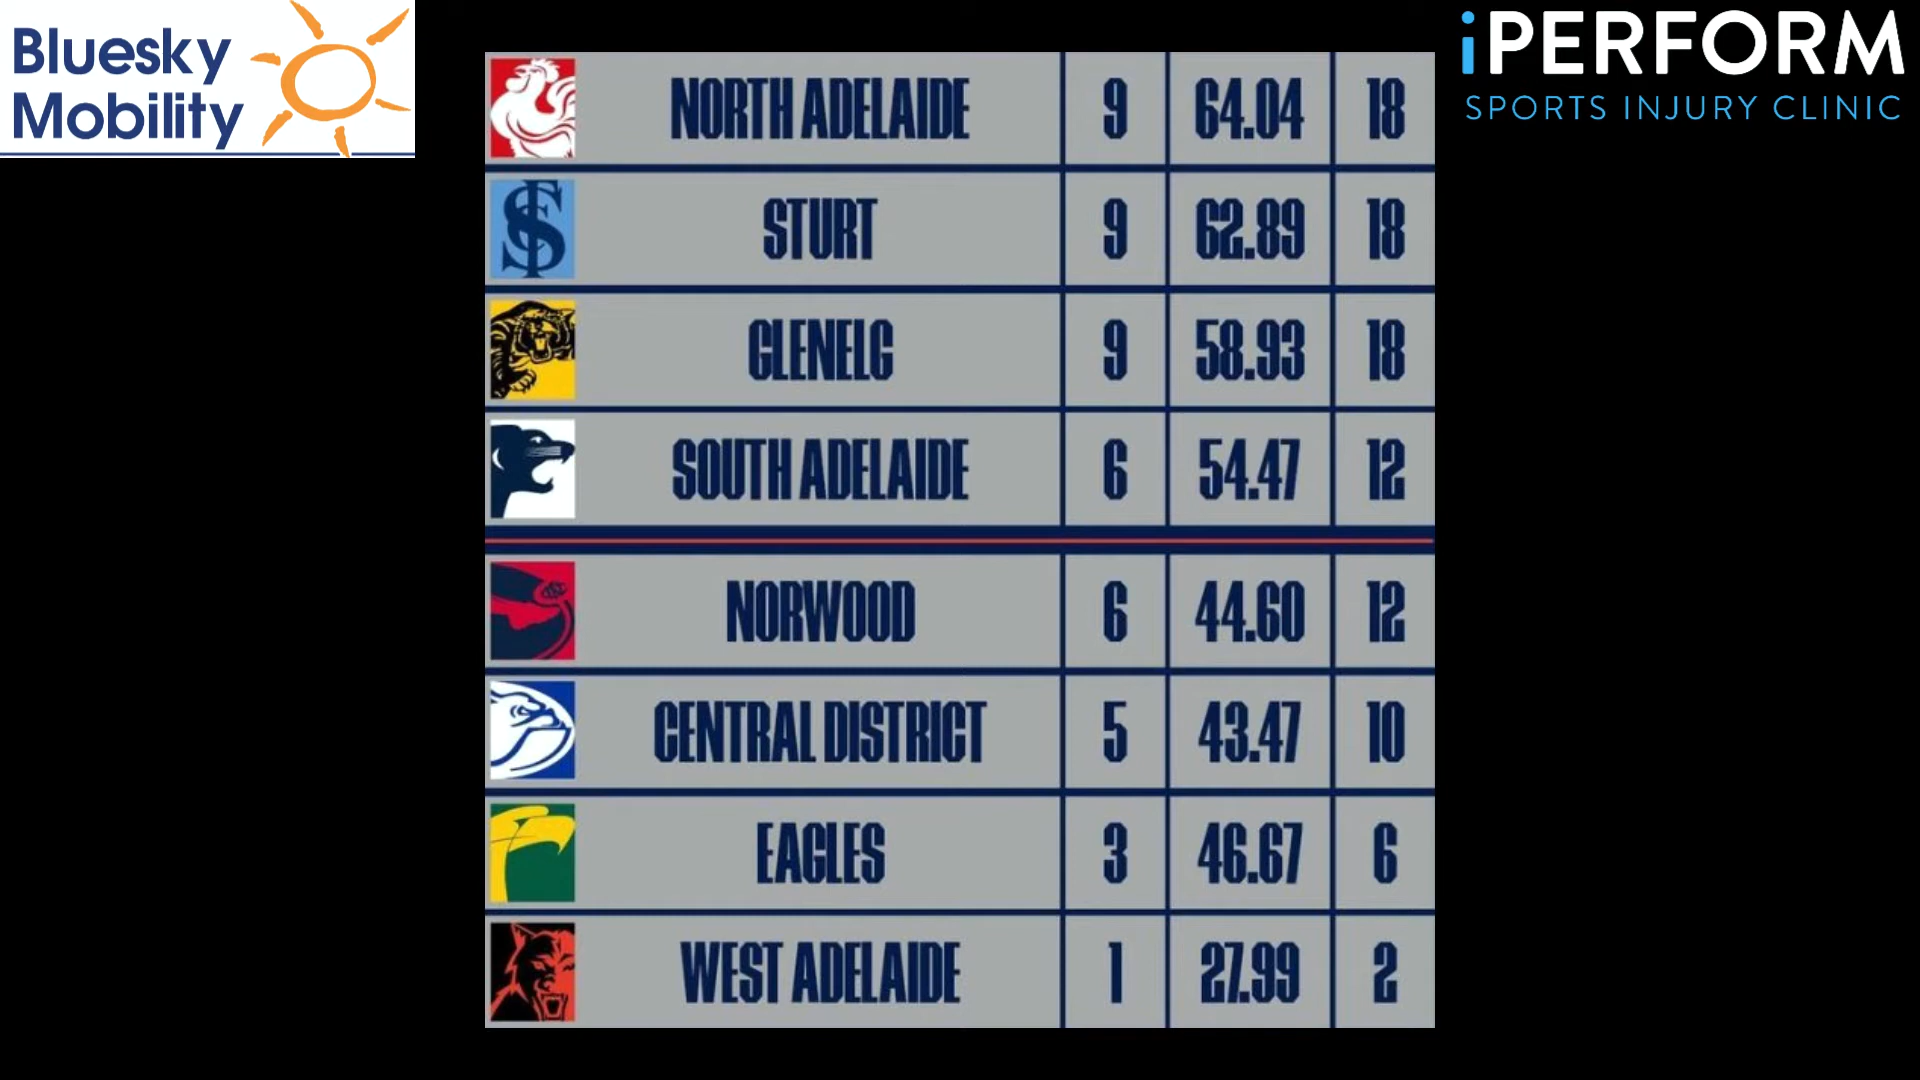 Bluesky
Mobility
iPERFORM
SPORTS INJURY CLINIC
NORTH ADELAIDE 9 64.04 18
STURT 9 62.89 18
GLENELG 9 58.93 18
SOUTH ADELAIDE 6 54.47 12
NORWOOD 6 44.60 12
CENTRAL DISTRICT 5 43.47 10
EAGLES 3 46.67 6
WEST ADELAIDE 1 27.99 2